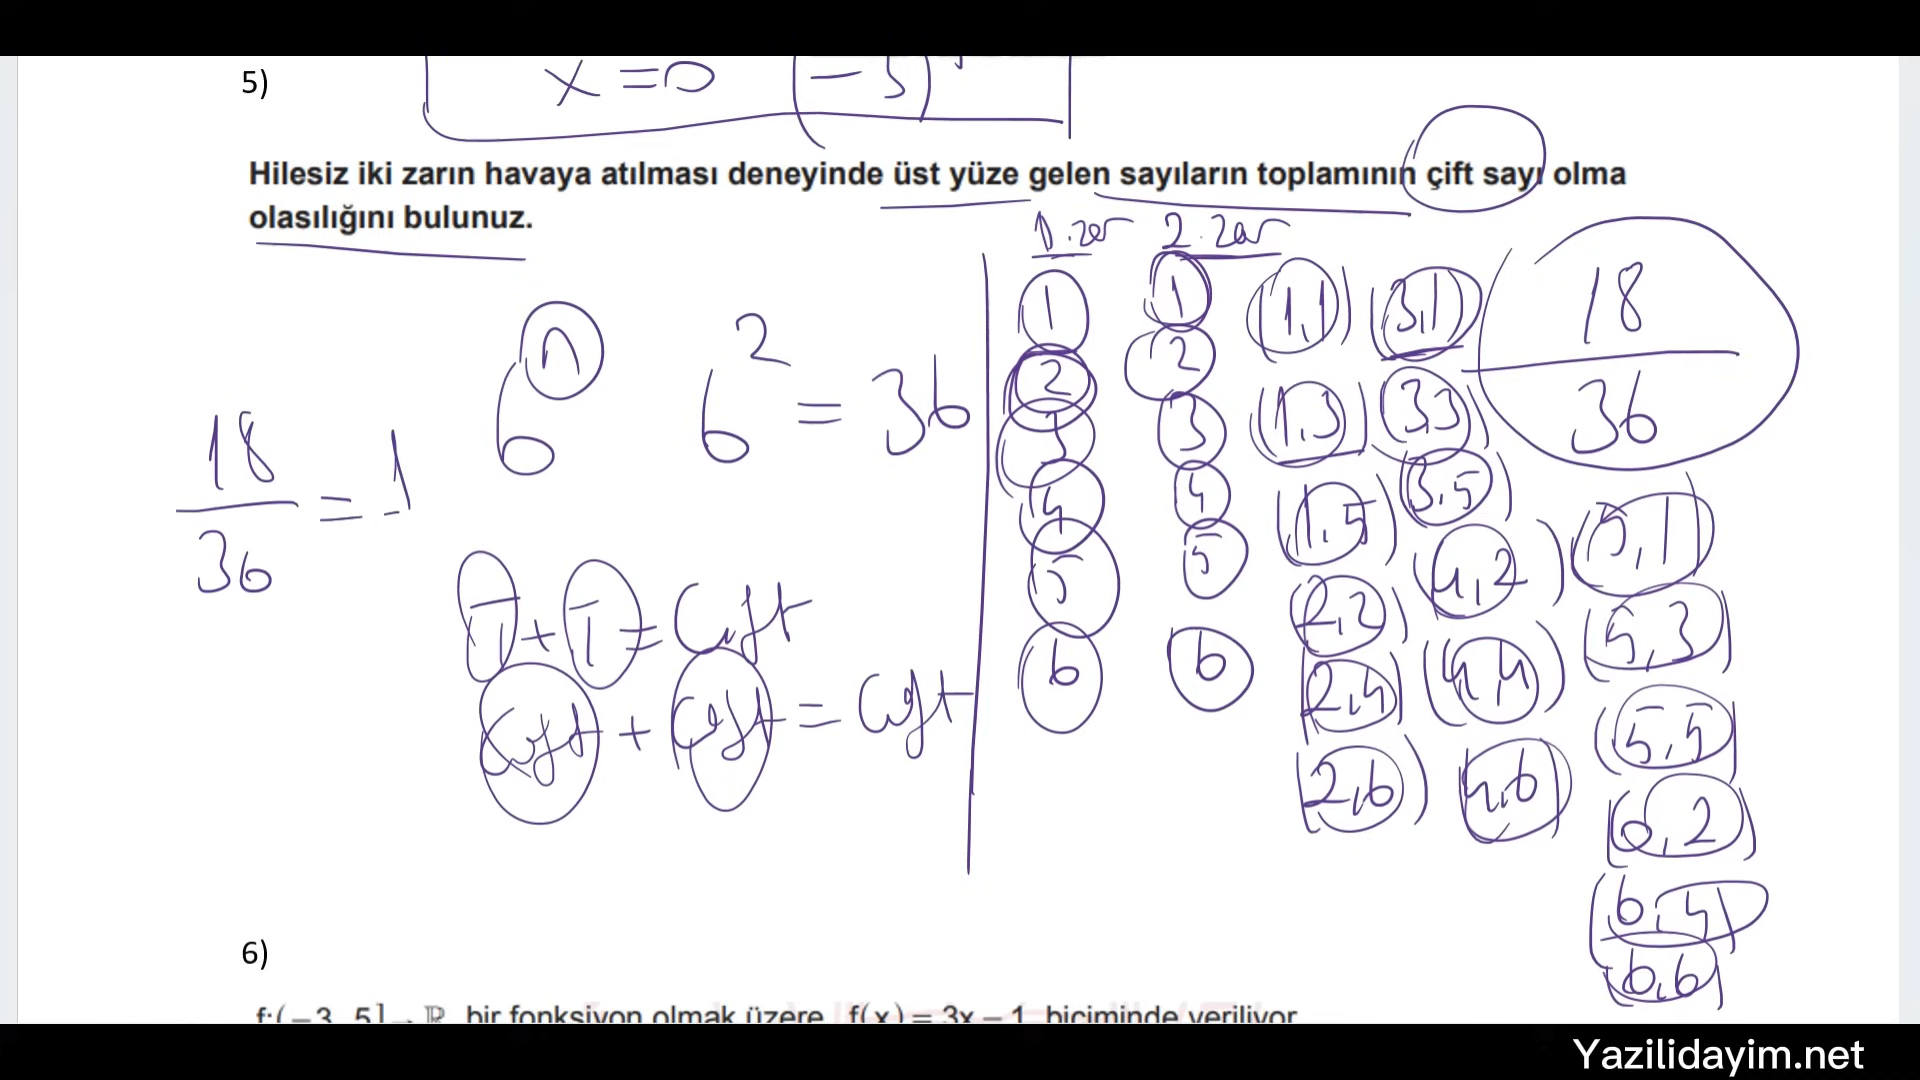 5)
x = 0
Hilesiz iki zarın havaya atılması deneyinde üst yüze gelen sayıların toplamının çift sayı olma
olasılığını bulunuz.
1. zar 2. zar
1 1 (1,1) (3,1) 18
36
6 n 6 2 = 36
2 2 (1,3) (3,3)
3 3
18
36
= 1
4 4 (1,5) (3,5)
5 5 (2,2) (4,2) (5,1)
T + T = Çift
6 6 (2,4) (4,4) (5,3)
Çift + Çift = Çift
(2,6) (4,6) (5,5)
(6,2)
(6,4)
(6,6)
6)
f:(−3, 5] → ℝ bir fonksiyon olmak üzere f(x) = 3x − 1 biçiminde veriliyor
Yazilidayim.net